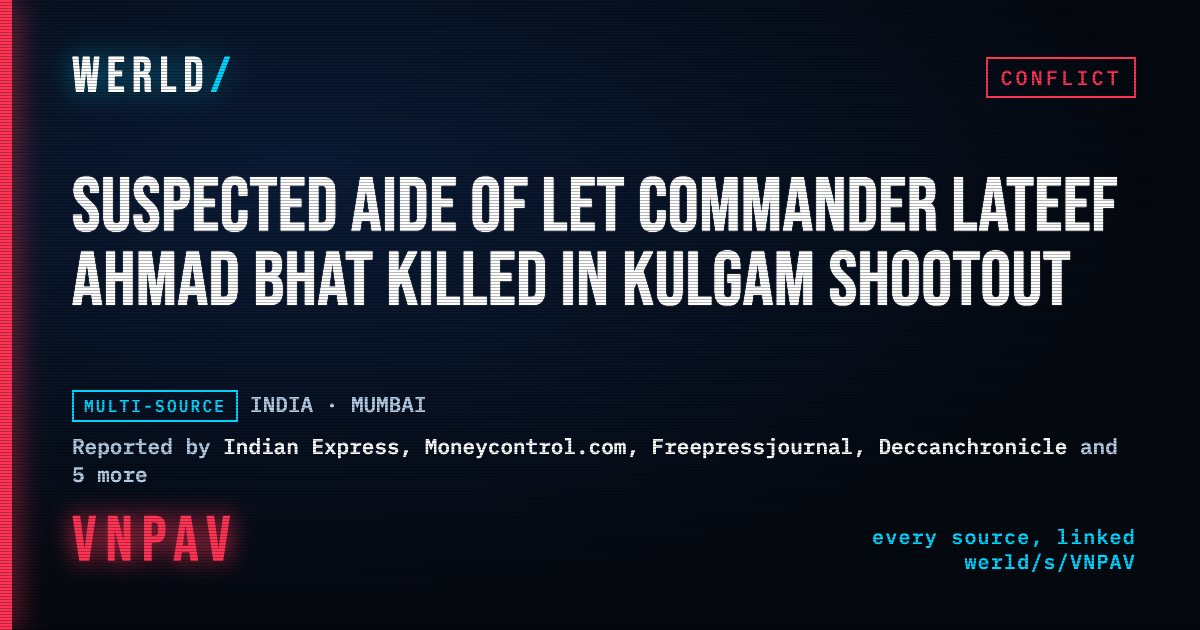 WERLD/
CONFLICT
SUSPECTED AIDE OF LET COMMANDER LATEEF
AHMAD BHAT KILLED IN KULGAM SHOOTOUT
MULTI-SOURCE INDIA · MUMBAI
Reported by Indian Express, Moneycontrol.com, Freepressjournal, Deccanchronicle and
5 more
VNPAV
every source, linked
werld/s/VNPAV